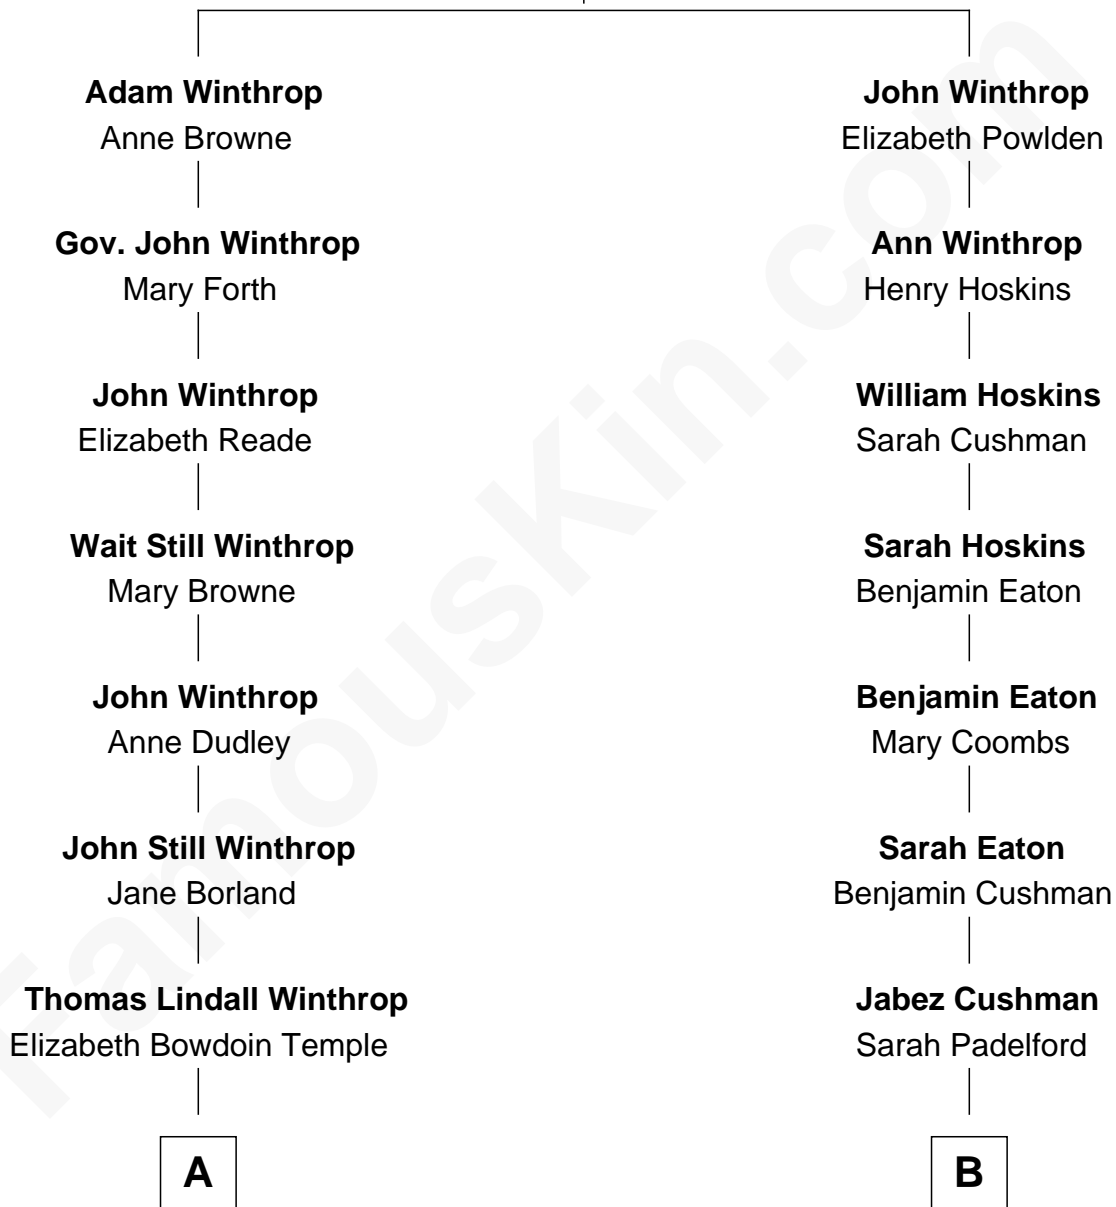 Adam Winthrop
Anne Browne
Gov. John Winthrop
Mary Forth
John Winthrop
Elizabeth Reade
Wait Still Winthrop
Mary Browne
John Winthrop
Anne Dudley
John Still Winthrop
Jane Borland
Thomas Lindall Winthrop
Elizabeth Bowdoin Temple
A
John Winthrop
Elizabeth Powlden
Ann Winthrop
Henry Hoskins
William Hoskins
Sarah Cushman
Sarah Hoskins
Benjamin Eaton
Benjamin Eaton
Mary Coombs
Sarah Eaton
Benjamin Cushman
Jabez Cushman
Sarah Padelford
B
FamousKin.com